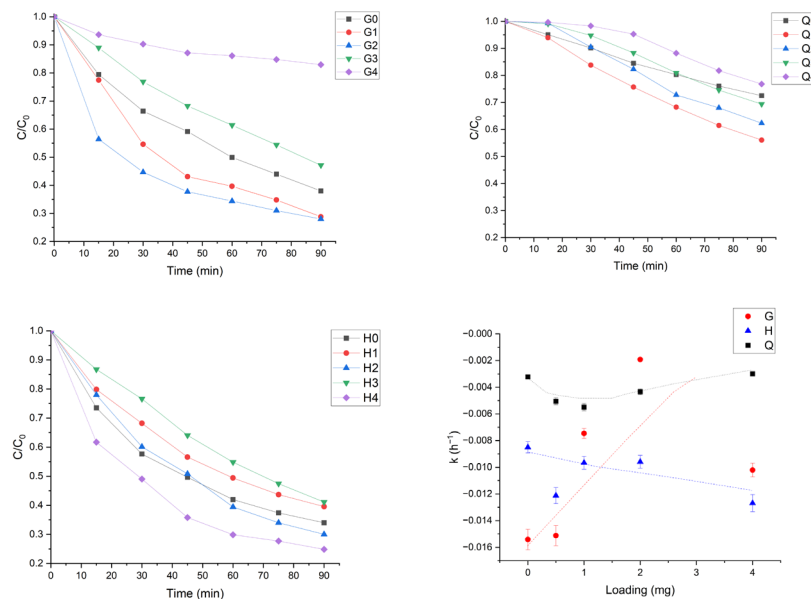 1.0
0.9
0.8
0.7
0.6
0.5
0.4
0.3
0.2
C/C₀
0 10 20 30 40 50 60 70 80 90
Time (min)
G0
G1
G2
G3
G4
1.0
0.9
0.8
0.7
0.6
0.5
0.4
0.3
0.2
C/C₀
0 10 20 30 40 50 60 70 80 90
Time (min)
Q
Q
Q
Q
Q
1.0
0.9
0.8
0.7
0.6
0.5
0.4
0.3
0.2
C/C₀
0 10 20 30 40 50 60 70 80 90
Time (min)
H0
H1
H2
H3
H4
G
H
Q
−0.000
−0.002
−0.004
−0.006
−0.008
−0.010
−0.012
−0.014
−0.016
k (h⁻¹)
0 1 2 3 4
Loading (mg)